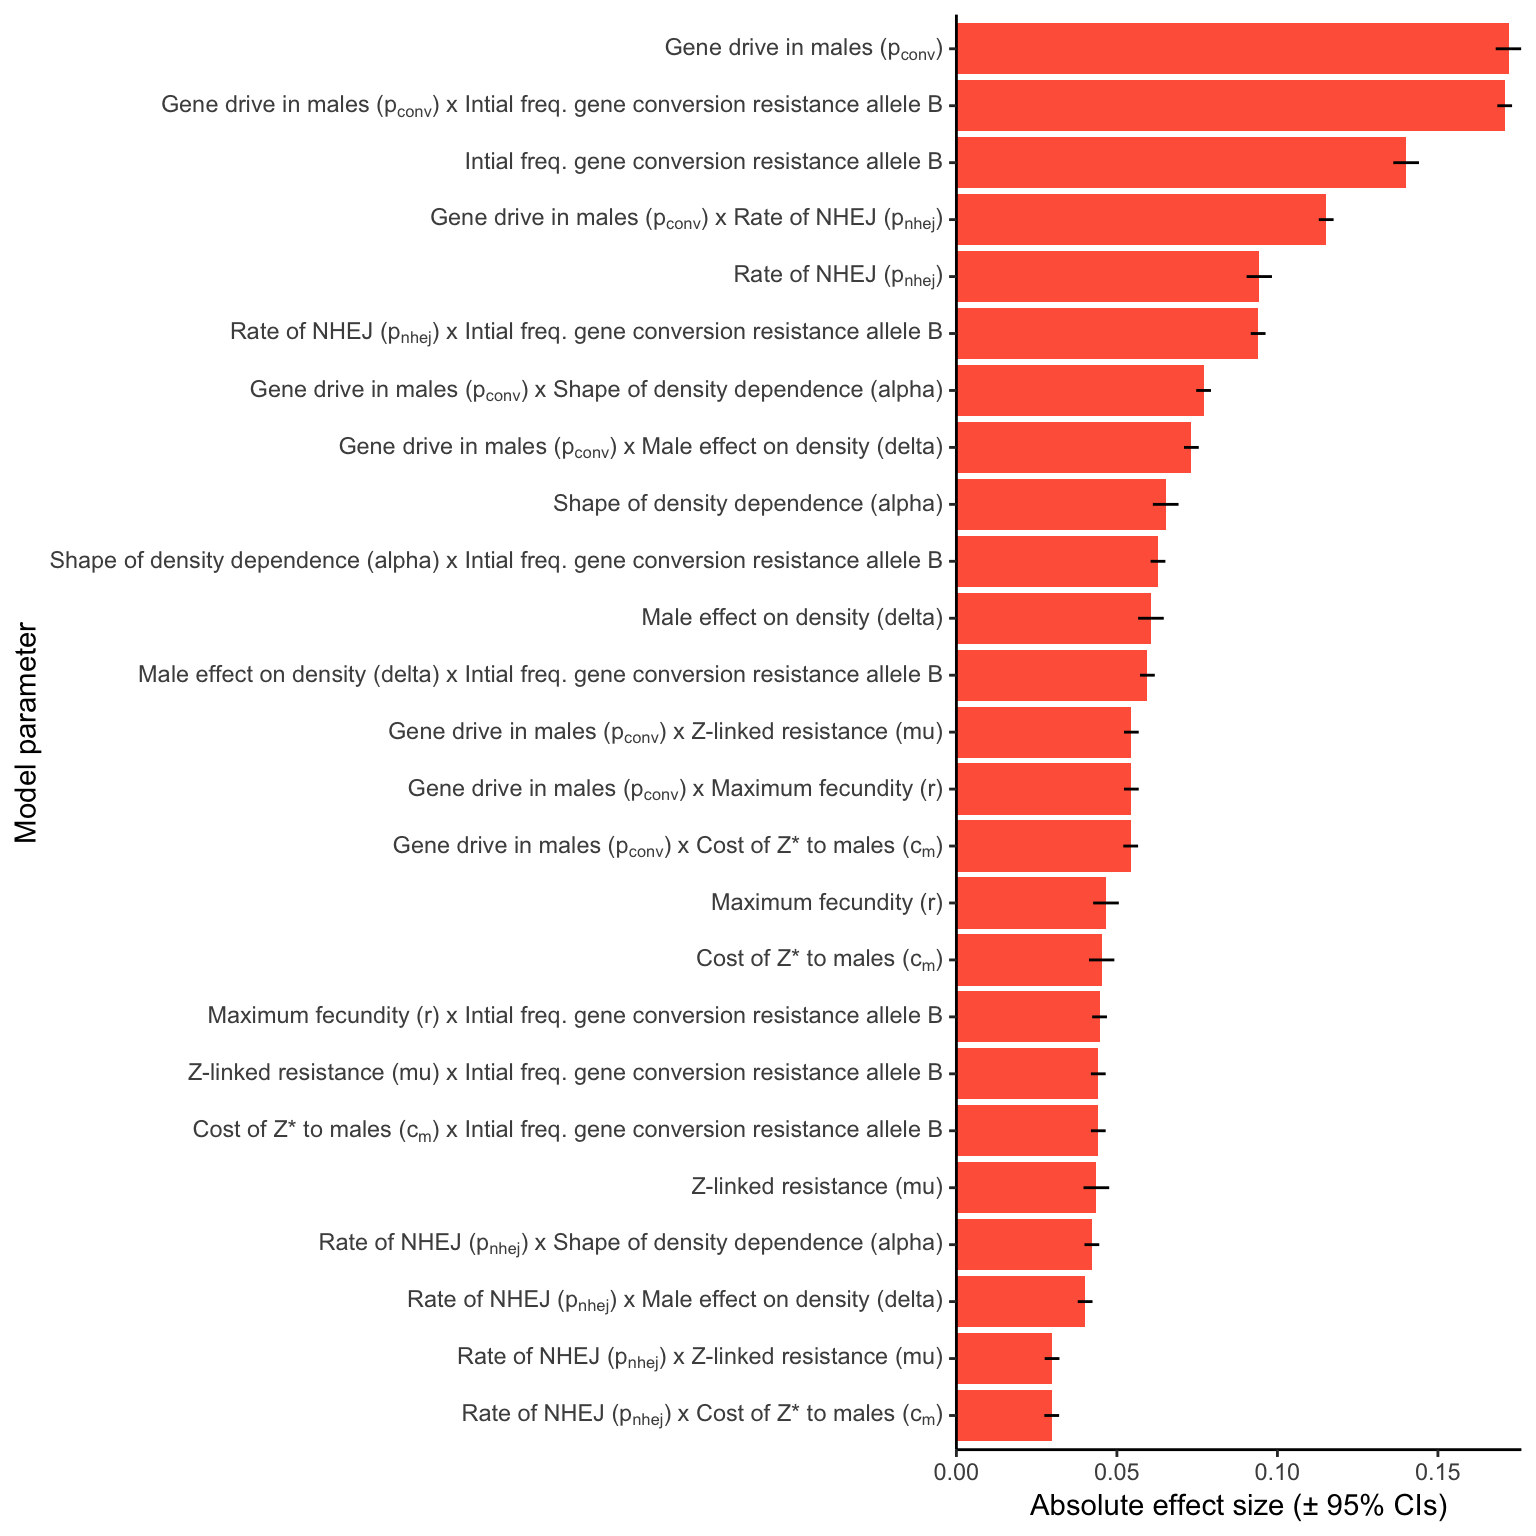 Gene drive in males (pconv)
Gene drive in males (pconv) x Intial freq. gene conversion resistance allele B
Intial freq. gene conversion resistance allele B
Gene drive in males (pconv) x Rate of NHEJ (pnhej)
Rate of NHEJ (pnhej)
Rate of NHEJ (pnhej) x Intial freq. gene conversion resistance allele B
Gene drive in males (pconv) x Shape of density dependence (alpha)
Gene drive in males (pconv) x Male effect on density (delta)
Shape of density dependence (alpha)
Shape of density dependence (alpha) x Intial freq. gene conversion resistance allele B
Male effect on density (delta)
Male effect on density (delta) x Intial freq. gene conversion resistance allele B
Gene drive in males (pconv) x Z-linked resistance (mu)
Gene drive in males (pconv) x Maximum fecundity (r)
Gene drive in males (pconv) x Cost of Z* to males (cm)
Maximum fecundity (r)
Cost of Z* to males (cm)
Maximum fecundity (r) x Intial freq. gene conversion resistance allele B
Z-linked resistance (mu) x Intial freq. gene conversion resistance allele B
Cost of Z* to males (cm) x Intial freq. gene conversion resistance allele B
Z-linked resistance (mu)
Rate of NHEJ (pnhej) x Shape of density dependence (alpha)
Rate of NHEJ (pnhej) x Male effect on density (delta)
Rate of NHEJ (pnhej) x Z-linked resistance (mu)
Rate of NHEJ (pnhej) x Cost of Z* to males (cm)
Model parameter
0.00 0.05 0.10 0.15
Absolute effect size (± 95% CIs)